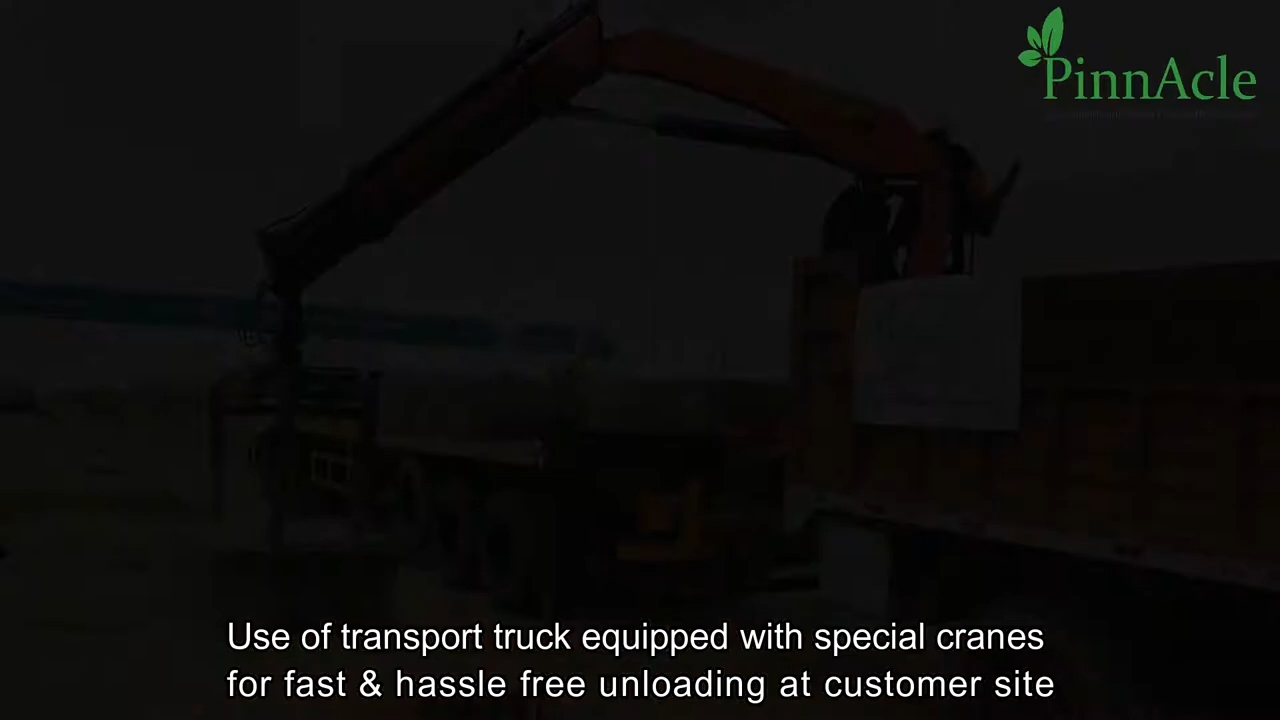 PinnAcle
Use of transport truck equipped with special cranes
for fast & hassle free unloading at customer site